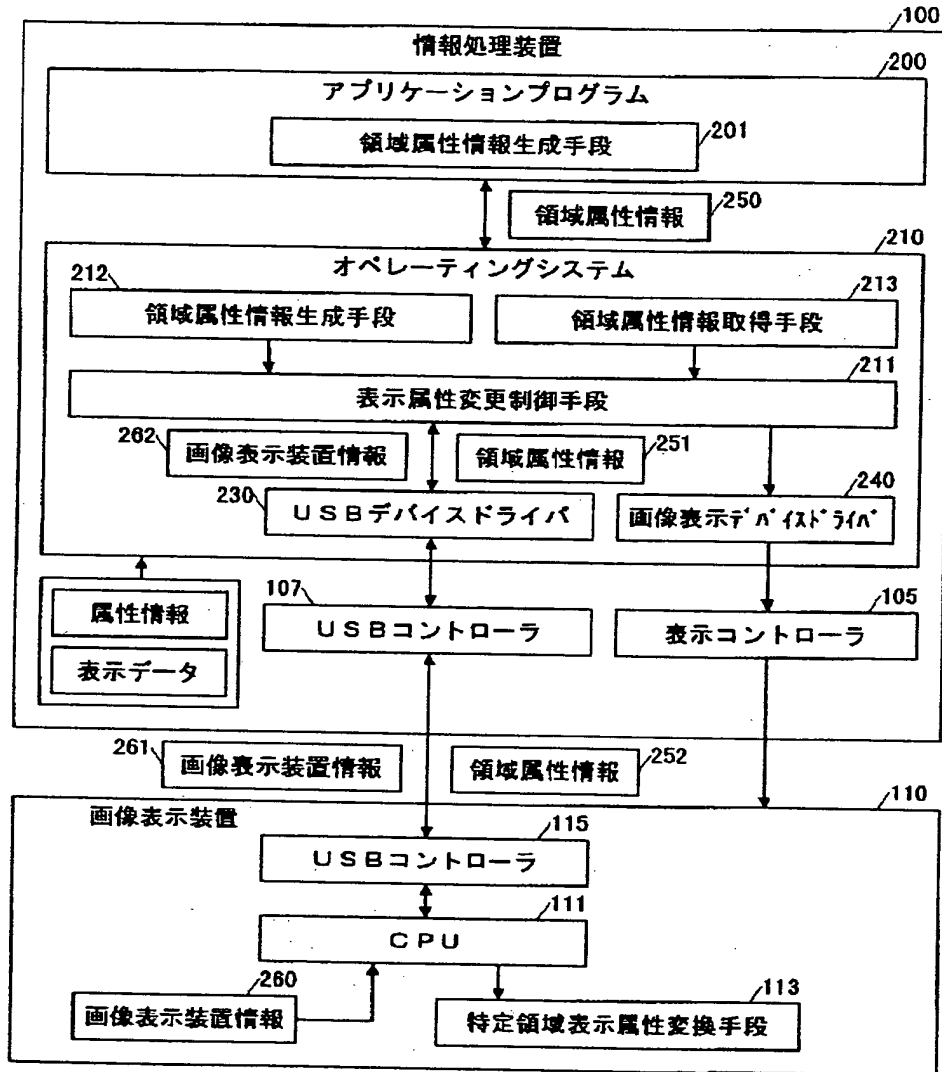 100
情報処理装置
200
アプリケーションプログラム
201
領域属性情報生成手段
250
領域属性情報
210
オペレーティングシステム
212
213
領域属性情報生成手段
領域属性情報取得手段
211
表示属性変更制御手段
262
画像表示装置情報
領域属性情報
251
230
240
USBデバイスドライバ
画像表示デバイスドライバ
属性情報
表示データ
107
USBコントローラ
105
表示コントローラ
261
画像表示装置情報
領域属性情報
252
110
画像表示装置
115
USBコントローラ
111
CPU
260
画像表示装置情報
113
特定領域表示属性変換手段